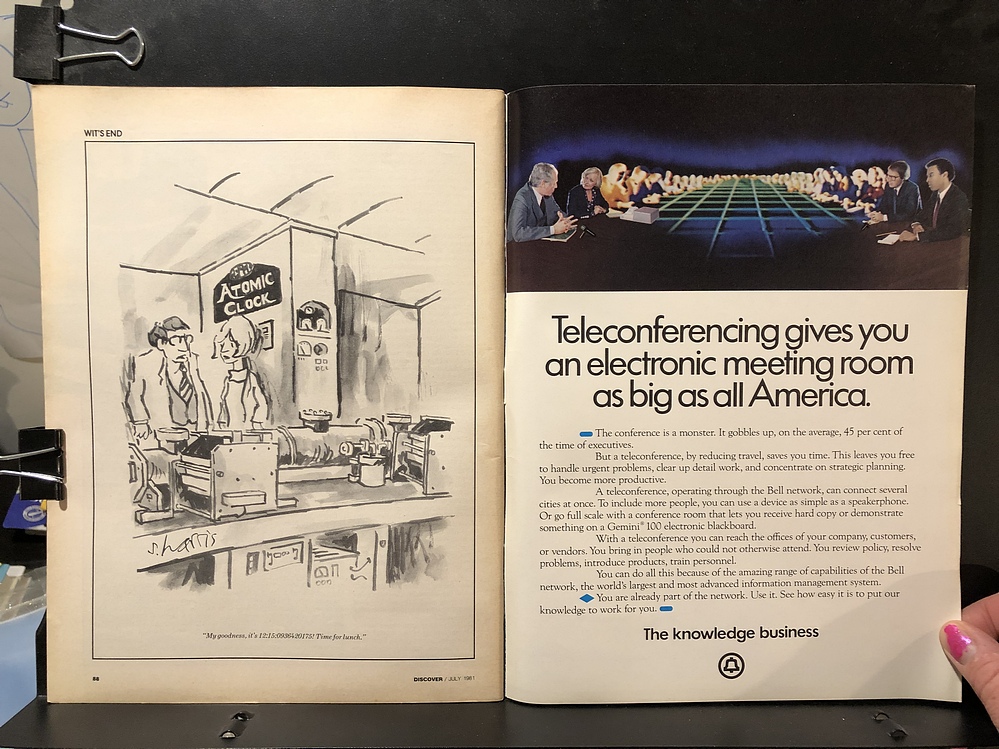 WIT'S END
ATOMIC
CLOCK
s.harris
"My goodness, it's 12:15:0936420175! Time for lunch."
88
DISCOVER / JULY 1981
Teleconferencing gives you
an electronic meeting room
as big as all America.
The conference is a monster. It gobbles up, on the average, 45 per cent of
the time of executives.
But a teleconference, by reducing travel, saves you time. This leaves you free
to handle urgent problems, clear up detail work, and concentrate on strategic planning.
You become more productive.
A teleconference, operating through the Bell network, can connect several
cities at once. To include more people, you can use a device as simple as a speakerphone.
Or go full scale with a conference room that lets you receive hard copy or demonstrate
something on a Gemini® 100 electronic blackboard.
With a teleconference you can reach the offices of your company, customers,
or vendors. You bring in people who could not otherwise attend. You review policy, resolve
problems, introduce products, train personnel.
You can do all this because of the amazing range of capabilities of the Bell
network, the world's largest and most advanced information management system.
You are already part of the network. Use it. See how easy it is to put our
knowledge to work for you.
The knowledge business